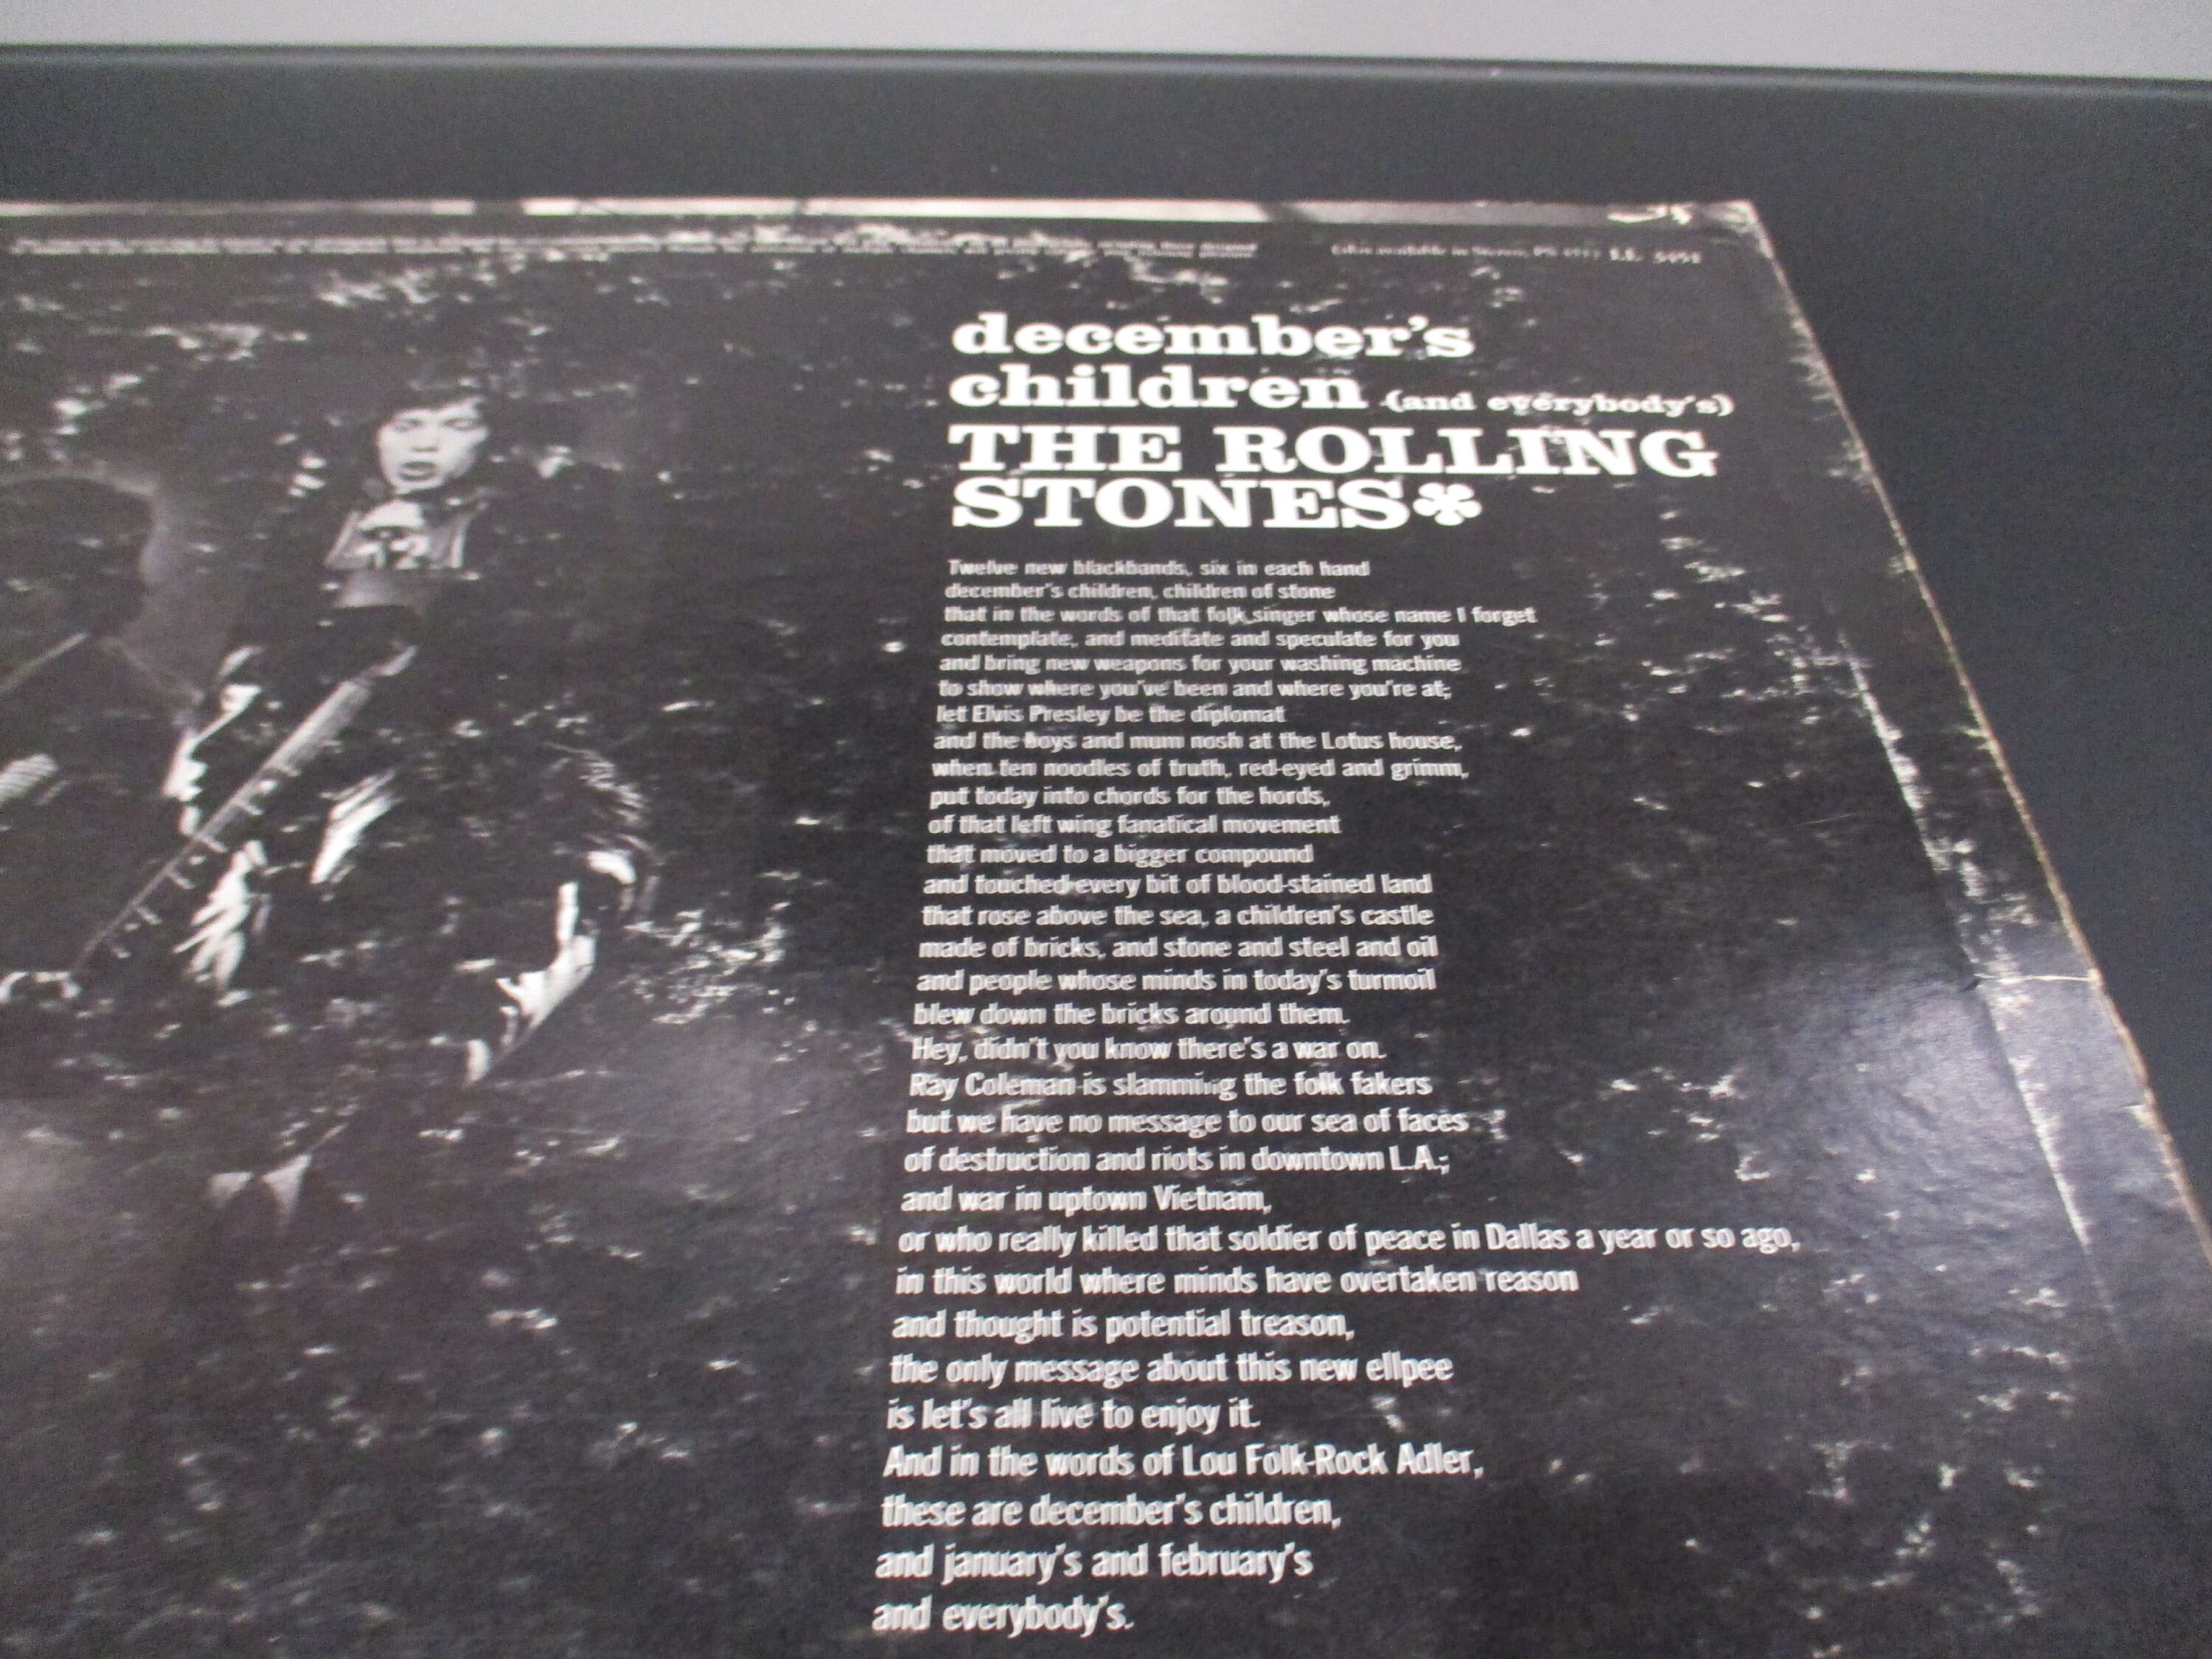 (also available in Stereo, PS 451) LL 3451
december's
children (and everybody's)
THE ROLLING
STONES
Twelve new blackbands, six in each hand
december's children, children of stone
that in the words of that folk singer whose name I forget
contemplate, and meditate and speculate for you
and bring new weapons for your washing machine
to show where you've been and where you're at;
let Elvis Presley be the diplomat
and the boys and mum nosh at the Lotus house,
when ten noodles of truth, red-eyed and grimm,
put today into chords for the hords,
of that left wing fanatical movement
that moved to a bigger compound
and touched every bit of blood-stained land
that rose above the sea, a children's castle
made of bricks, and stone and steel and oil
and people whose minds in today's turmoil
blew down the bricks around them.
Hey, didn't you know there's a war on.
Ray Coleman is slamming the folk fakers
but we have no message to our sea of faces
of destruction and riots in downtown L.A.;
and war in uptown Vietnam,
or who really killed that soldier of peace in Dallas a year or so ago,
in this world where minds have overtaken reason
and thought is potential treason,
the only message about this new ellpee
is let's all live to enjoy it.
And in the words of Lou Folk-Rock Adler,
these are december's children,
and january's and february's
and everybody's.